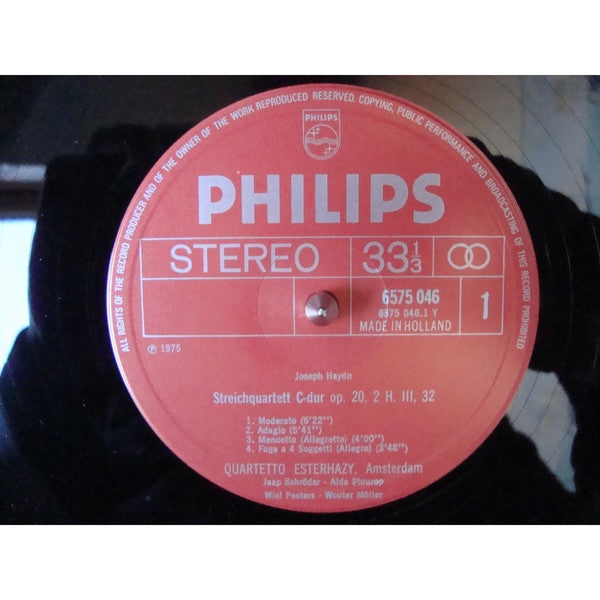 ALL RIGHTS OF THE RECORD PRODUCER AND OF THE OWNER OF THE WORK REPRODUCED RESERVED. COPYING, PUBLIC PERFORMANCE AND BROADCASTING OF THIS RECORD PROHIBITED
PHILIPS
PHILIPS
STEREO 33 1/3
6575 046
6575 046.1 Y
MADE IN HOLLAND
1
℗ 1975
Joseph Haydn
Streichquartett C-dur op. 20, 2 H. III, 32
1. Moderato (6'22")
2. Adagio (5'41")
3. Menuetto (Allegretto) (4'00")
4. Fuga a 4 Soggetti (Allegro) (3'48")
QUARTETTO ESTERHAZY, Amsterdam
Jaap Schröder - Alda Stuurop
Wiel Peeters - Wouter Möller